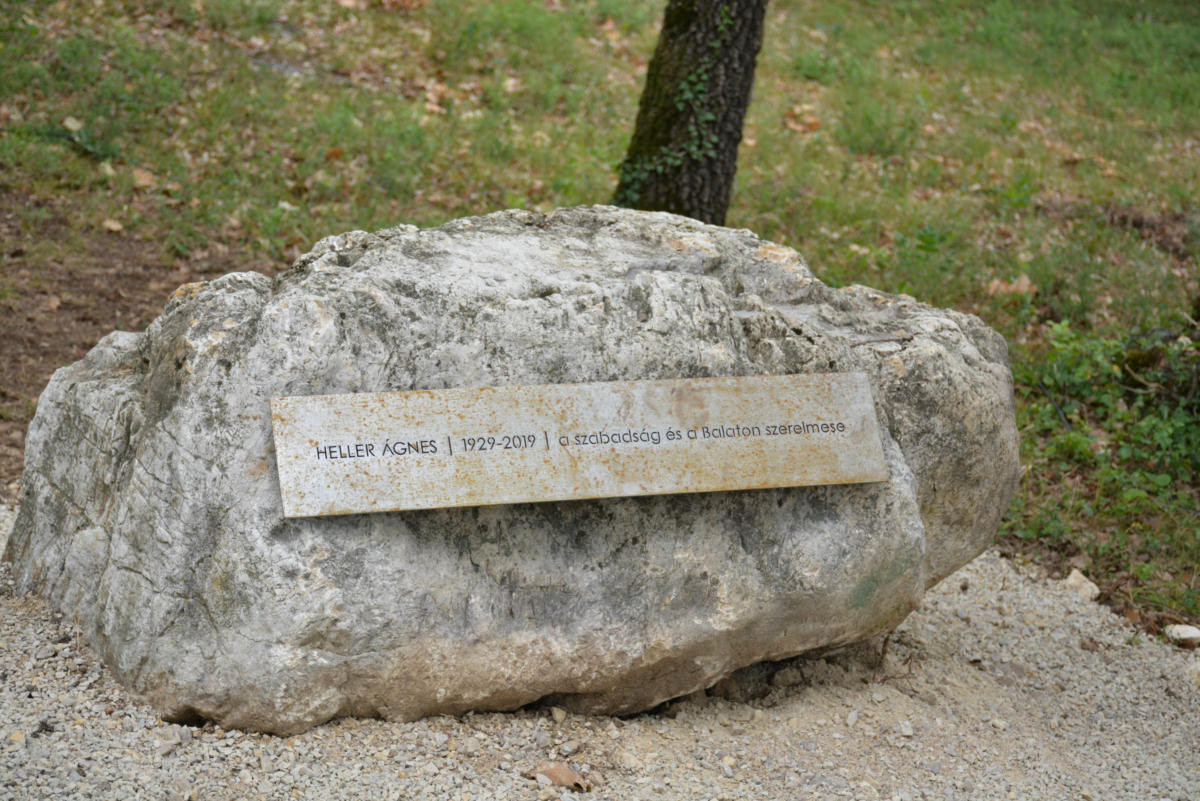 HELLER ÁGNES | 1929-2019 | a szabadság és a Balaton szerelmese